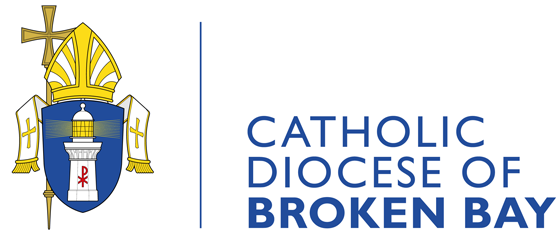 CATHOLIC
DIOCESE OF
BROKEN BAY